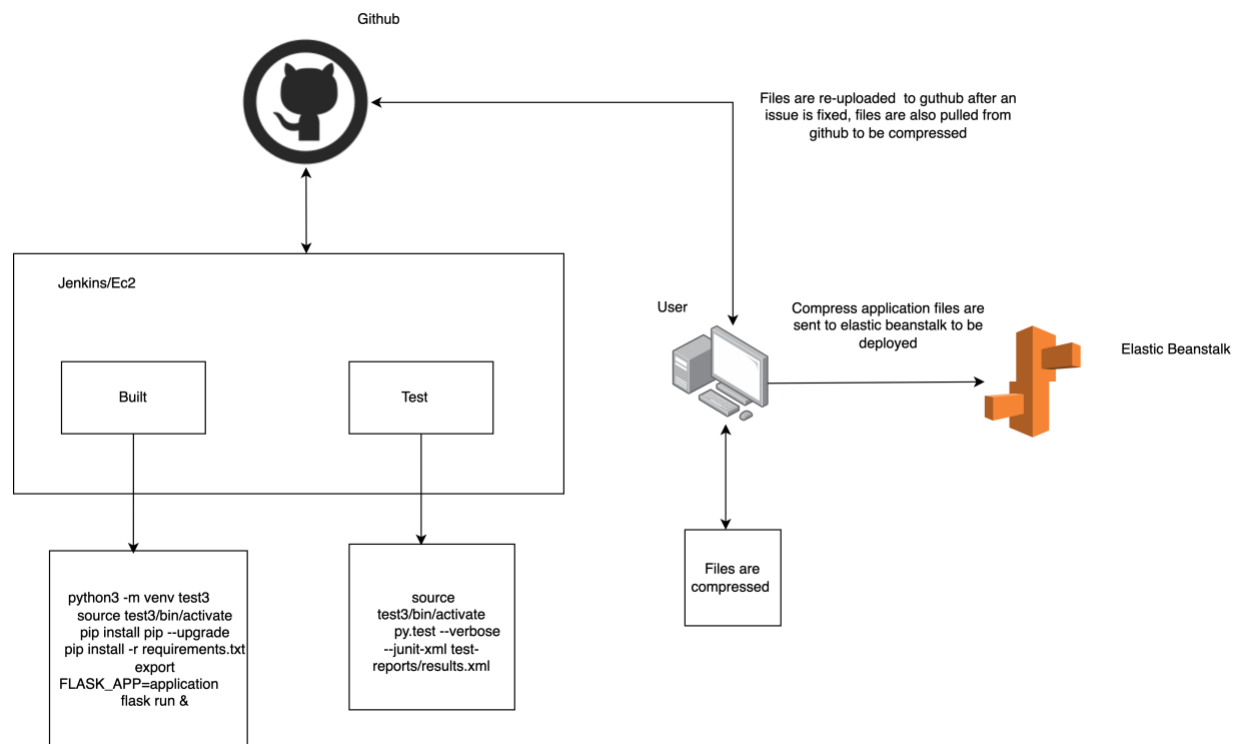 Github
Files are re-uploaded to guthub after an
issue is fixed, files are also pulled from
github to be compressed
Jenkins/Ec2
Built
Test
User
Compress application files are
sent to elastic beanstalk to be
deployed
Elastic Beanstalk
python3 -m venv test3
source test3/bin/activate
pip install pip --upgrade
pip install -r requirements.txt
export
FLASK_APP=application
flask run &
source
test3/bin/activate
py.test --verbose
--junit-xml test-
reports/results.xml
Files are
compressed